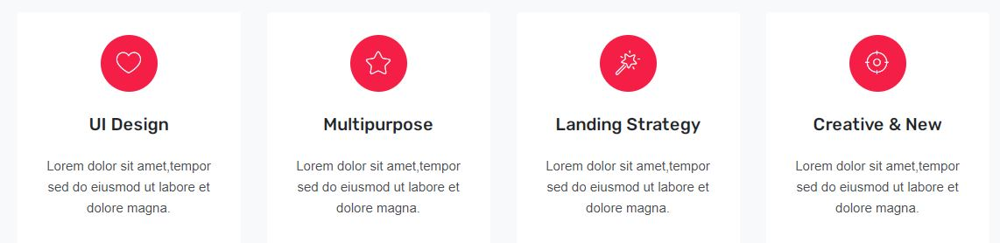 UI Design
Lorem dolor sit amet,tempor
sed do eiusmod ut labore et
dolore magna.
Multipurpose
Lorem dolor sit amet,tempor
sed do eiusmod ut labore et
dolore magna.
Landing Strategy
Lorem dolor sit amet,tempor
sed do eiusmod ut labore et
dolore magna.
Creative & New
Lorem dolor sit amet,tempor
sed do eiusmod ut labore et
dolore magna.